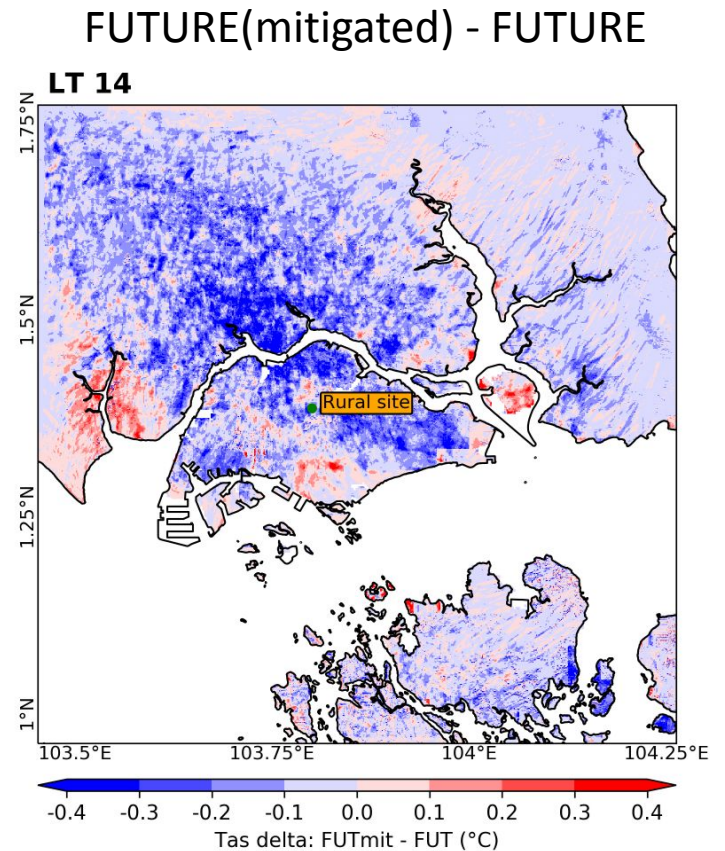 FUTURE(mitigated) - FUTURE
LT 14
1.75°N
1.5°N
Rural site
1.25°N
1°N
103.5°E 103.75°E 104°E 104.25°E
-0.4 -0.3 -0.2 -0.1 0.0 0.1 0.2 0.3 0.4
Tas delta: FUTmit - FUT (°C)